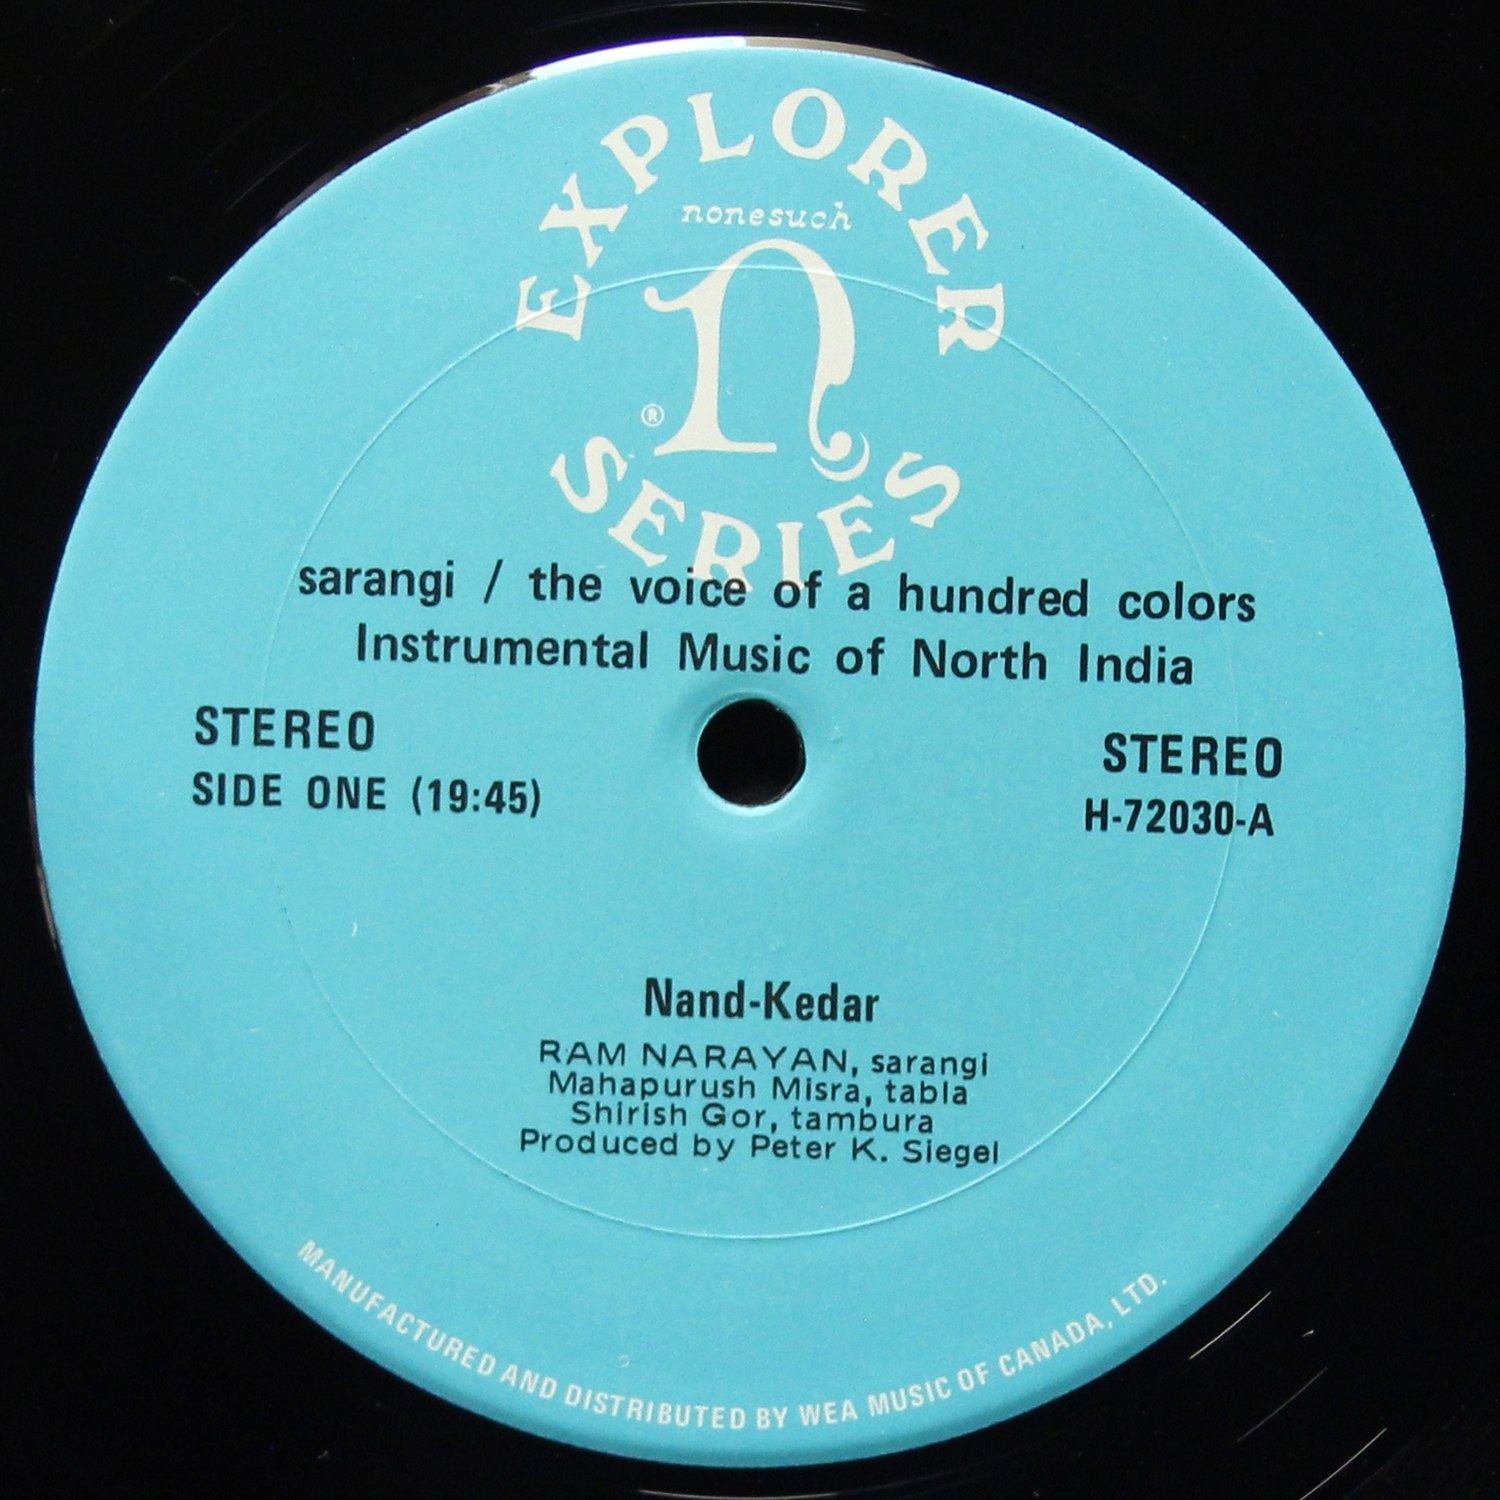 EXPLORER
nonesuch
n
®
SERIES
sarangi / the voice of a hundred colors
Instrumental Music of North India
STEREO
SIDE ONE (19:45)
STEREO
H-72030-A
Nand-Kedar
RAM NARAYAN, sarangi
Mahapurush Misra, tabla
Shirish Gor, tambura
Produced by Peter K. Siegel
MANUFACTURED AND DISTRIBUTED BY WEA MUSIC OF CANADA, LTD.